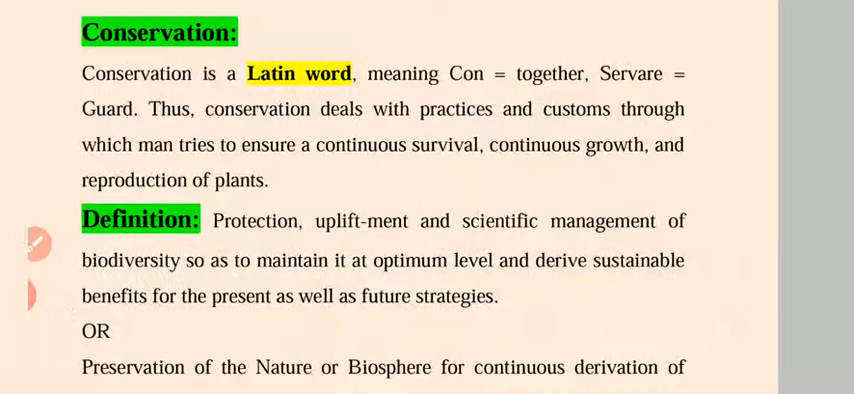 Conservation:
Conservation is a Latin word, meaning Con = together, Servare =
Guard. Thus, conservation deals with practices and customs through
which man tries to ensure a continuous survival, continuous growth, and
reproduction of plants.
Definition: Protection, uplift-ment and scientific management of
biodiversity so as to maintain it at optimum level and derive sustainable
benefits for the present as well as future strategies.
OR
Preservation of the Nature or Biosphere for continuous derivation of